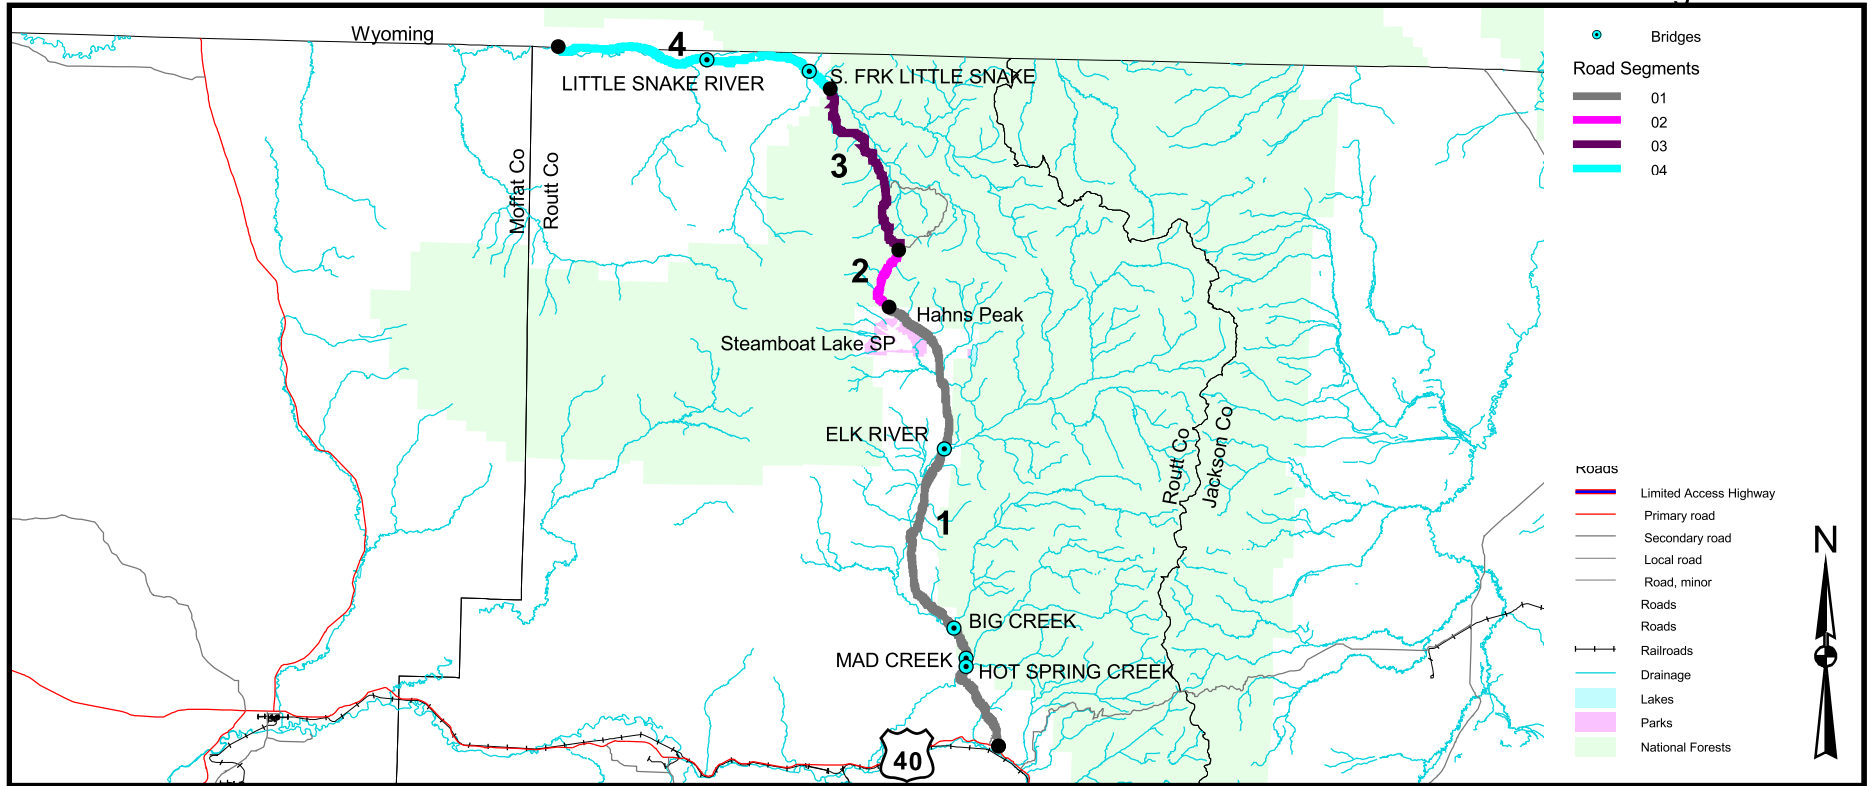 Wyoming
4
LITTLE SNAKE RIVER
S. FRK LITTLE SNAKE
Moffat Co
Routt Co
3
2
Hahns Peak
Steamboat Lake SP
ELK RIVER
Routt Co
Jackson Co
1
BIG CREEK
MAD CREEK
HOT SPRING CREEK
40
Bridges
Road Segments
01
02
03
04
Roads
Limited Access Highway
Primary road
Secondary road
Local road
Road, minor
Roads
Roads
Railroads
Drainage
Lakes
Parks
National Forests
N